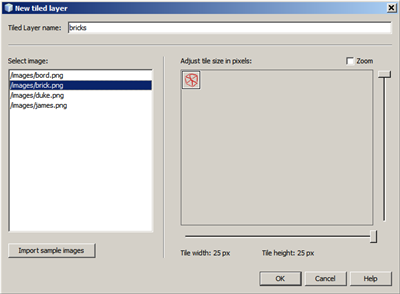 New tiled layer
Tiled Layer name: bricks
Select image:
Adjust tile size in pixels:
Zoom
/images/bord.png
/images/brick.png
/images/duke.png
/images/james.png
Import sample images
Tile width: 25 px
Tile height: 25 px
OK
Cancel
Help